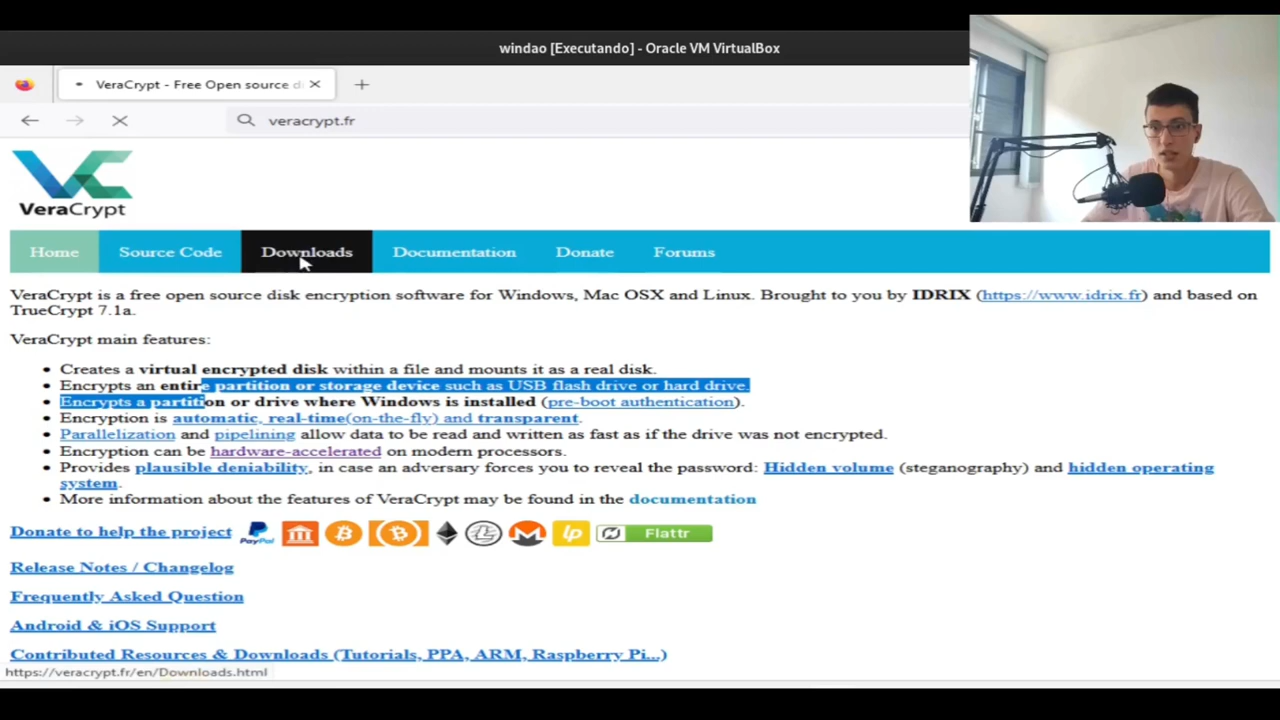 windao [Executando] - Oracle VM VirtualBox
VeraCrypt - Free Open source d
veracrypt.fr
VeraCrypt
Home Source Code Downloads Documentation Donate Forums
VeraCrypt is a free open source disk encryption software for Windows, Mac OSX and Linux. Brought to you by IDRIX (https://www.idrix.fr) and based on
TrueCrypt 7.1a.
VeraCrypt main features:
• Creates a virtual encrypted disk within a file and mounts it as a real disk.
• Encrypts an entire partition or storage device such as USB flash drive or hard drive.
• Encrypts a partition or drive where Windows is installed (pre-boot authentication).
• Encryption is automatic, real-time(on-the-fly) and transparent.
• Parallelization and pipelining allow data to be read and written as fast as if the drive was not encrypted.
• Encryption can be hardware-accelerated on modern processors.
• Provides plausible deniability, in case an adversary forces you to reveal the password: Hidden volume (steganography) and hidden operating
system.
• More information about the features of VeraCrypt may be found in the documentation
Donate to help the project PayPal lp Flattr
Release Notes / Changelog
Frequently Asked Question
Android & iOS Support
Contributed Resources & Downloads (Tutorials, PPA, ARM, Raspberry Pi...)
https://veracrypt.fr/en/Downloads.html